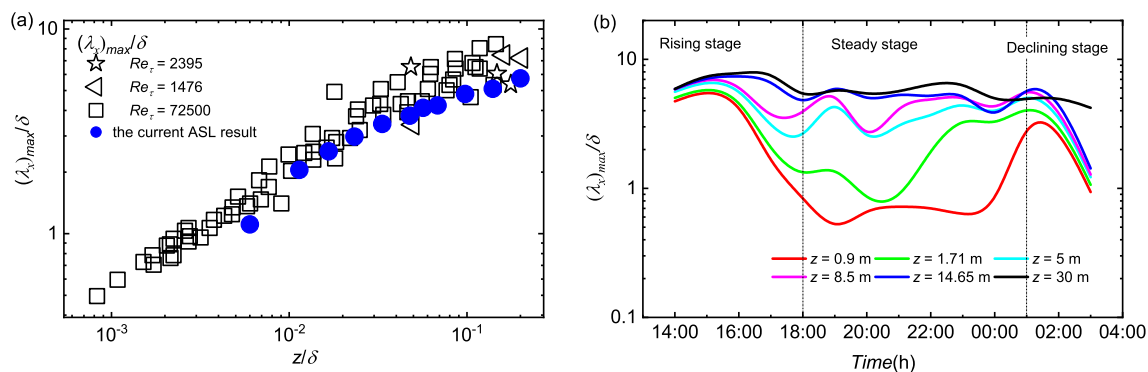 (a)
(λx)max/δ
10
1
(λx)max/δ
Reτ = 2395
Reτ = 1476
Reτ = 72500
the current ASL result
10⁻³
10⁻²
10⁻¹
z/δ
(b)
(λx)max/δ
10
1
0.1
Rising stage
Steady stage
Declining stage
z = 0.9 m
z = 1.71 m
z = 5 m
z = 8.5 m
z = 14.65 m
z = 30 m
14:00
16:00
18:00
20:00
22:00
00:00
02:00
04:00
Time(h)